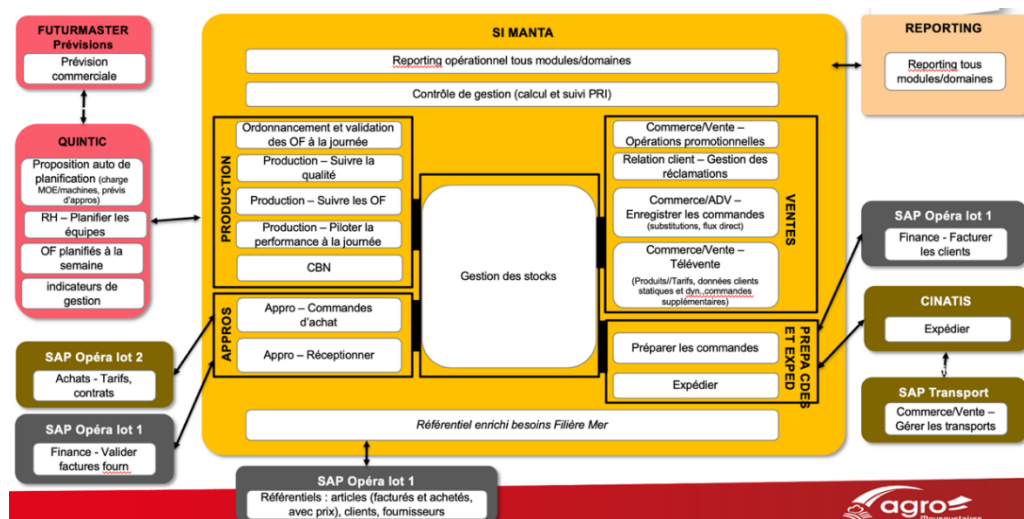 FUTURMASTER
Prévisions
Prévision
commerciale
QUINTIC
Proposition auto de
planification (charge
MOE/machines, prévis
d'appros)
RH – Planifier les
équipes
OF planifiés à la
semaine
indicateurs de
gestion
SAP Opéra lot 2
Achats - Tarifs,
contrats
SAP Opéra lot 1
Finance - Valider
factures fourn
SI MANTA
Reporting opérationnel tous modules/domaines
Contrôle de gestion (calcul et suivi PRI)
PRODUCTION
Ordonnancement et validation
des OF à la journée
Production – Suivre la
qualité
Production – Suivre les OF
Production – Piloter la
performance à la journée
CBN
APPROS
Appro – Commandes
d'achat
Appro – Réceptionner
Gestion des stocks
VENTES
Commerce/Vente –
Opérations promotionnelles
Relation client – Gestion des
réclamations
Commerce/ADV –
Enregistrer les commandes
(substitutions, flux direct)
Commerce/Vente –
Télévente
(Produits//Tarifs, données clients
statiques et dyn.,commandes
supplémentaires)
PREPA CDES
ET EXPED
Préparer les commandes
Expédier
Référentiel enrichi besoins Filière Mer
SAP Opéra lot 1
Référentiels : articles (facturés et achetés,
avec prix), clients, fournisseurs
REPORTING
Reporting tous
modules/domaines
SAP Opéra lot 1
Finance - Facturer
les clients
CINATIS
Expédier
SAP Transport
Commerce/Vente –
Gérer les transports
agro